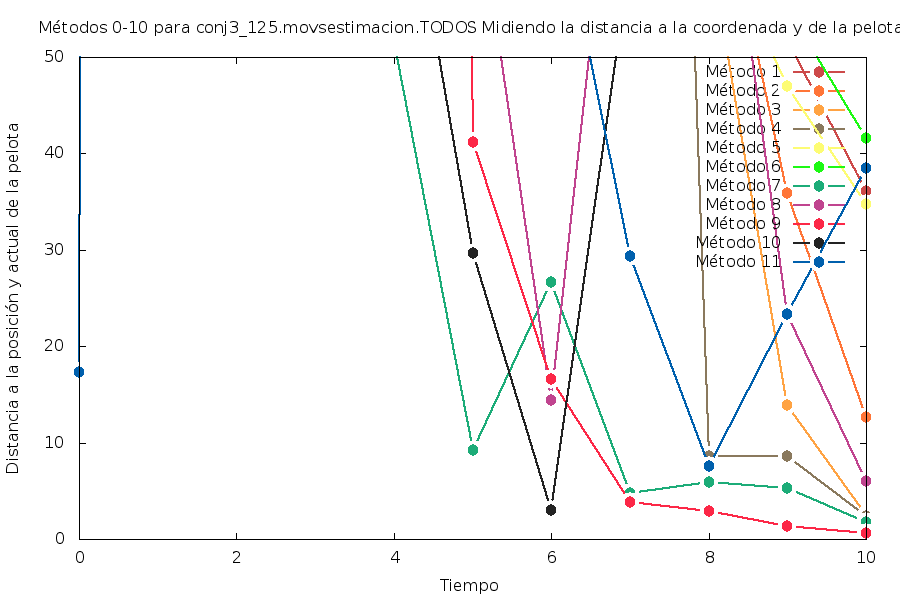 Métodos 0-10 para conj3_125.movsestimacion.TODOS Midiendo la distancia a la coordenada y de la pelota
Distancia a la posición y actual de la pelota
50
40
30
20
10
0
Método 1
Método 2
Método 3
Método 4
Método 5
Método 6
Método 7
Método 8
Método 9
Método 10
Método 11
0 2 4 6 8 10
Tiempo